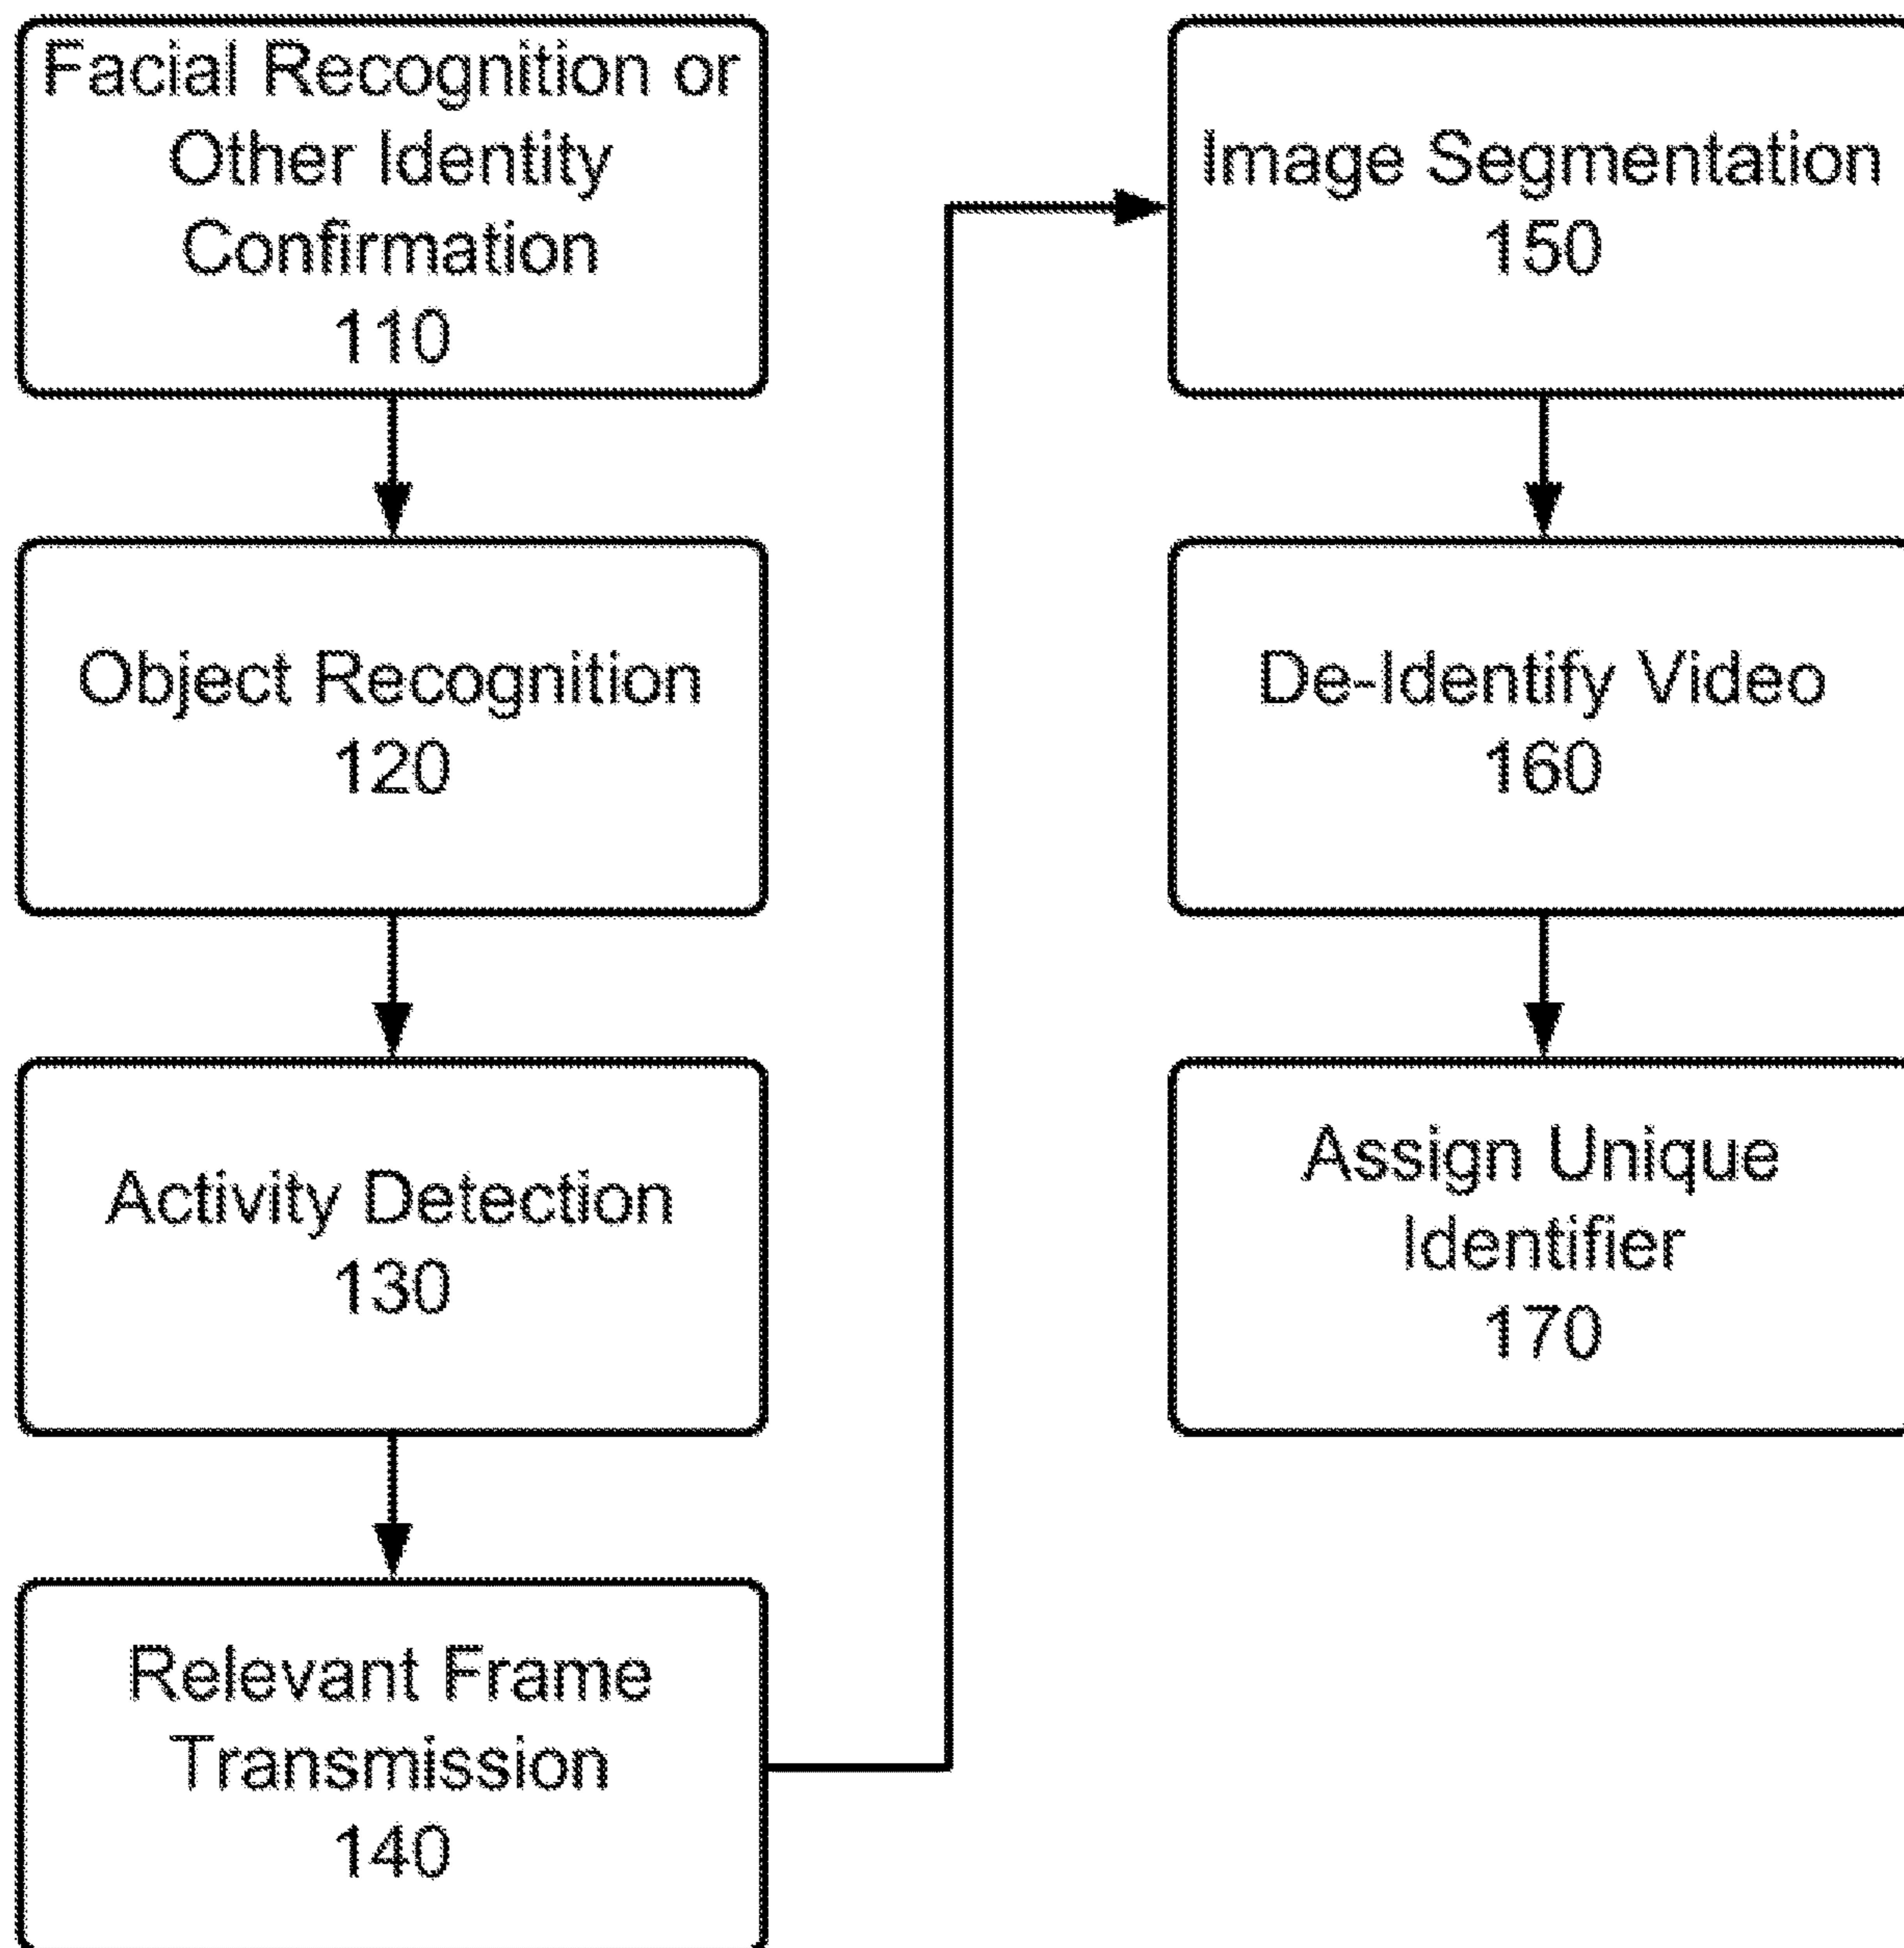 Facial Recognition or
Other Identity
Confirmation
110
Object Recognition
120
Activity Detection
130
Relevant Frame
Transmission
140
Image Segmentation
150
De-Identify Video
160
Assign Unique
Identifier
170